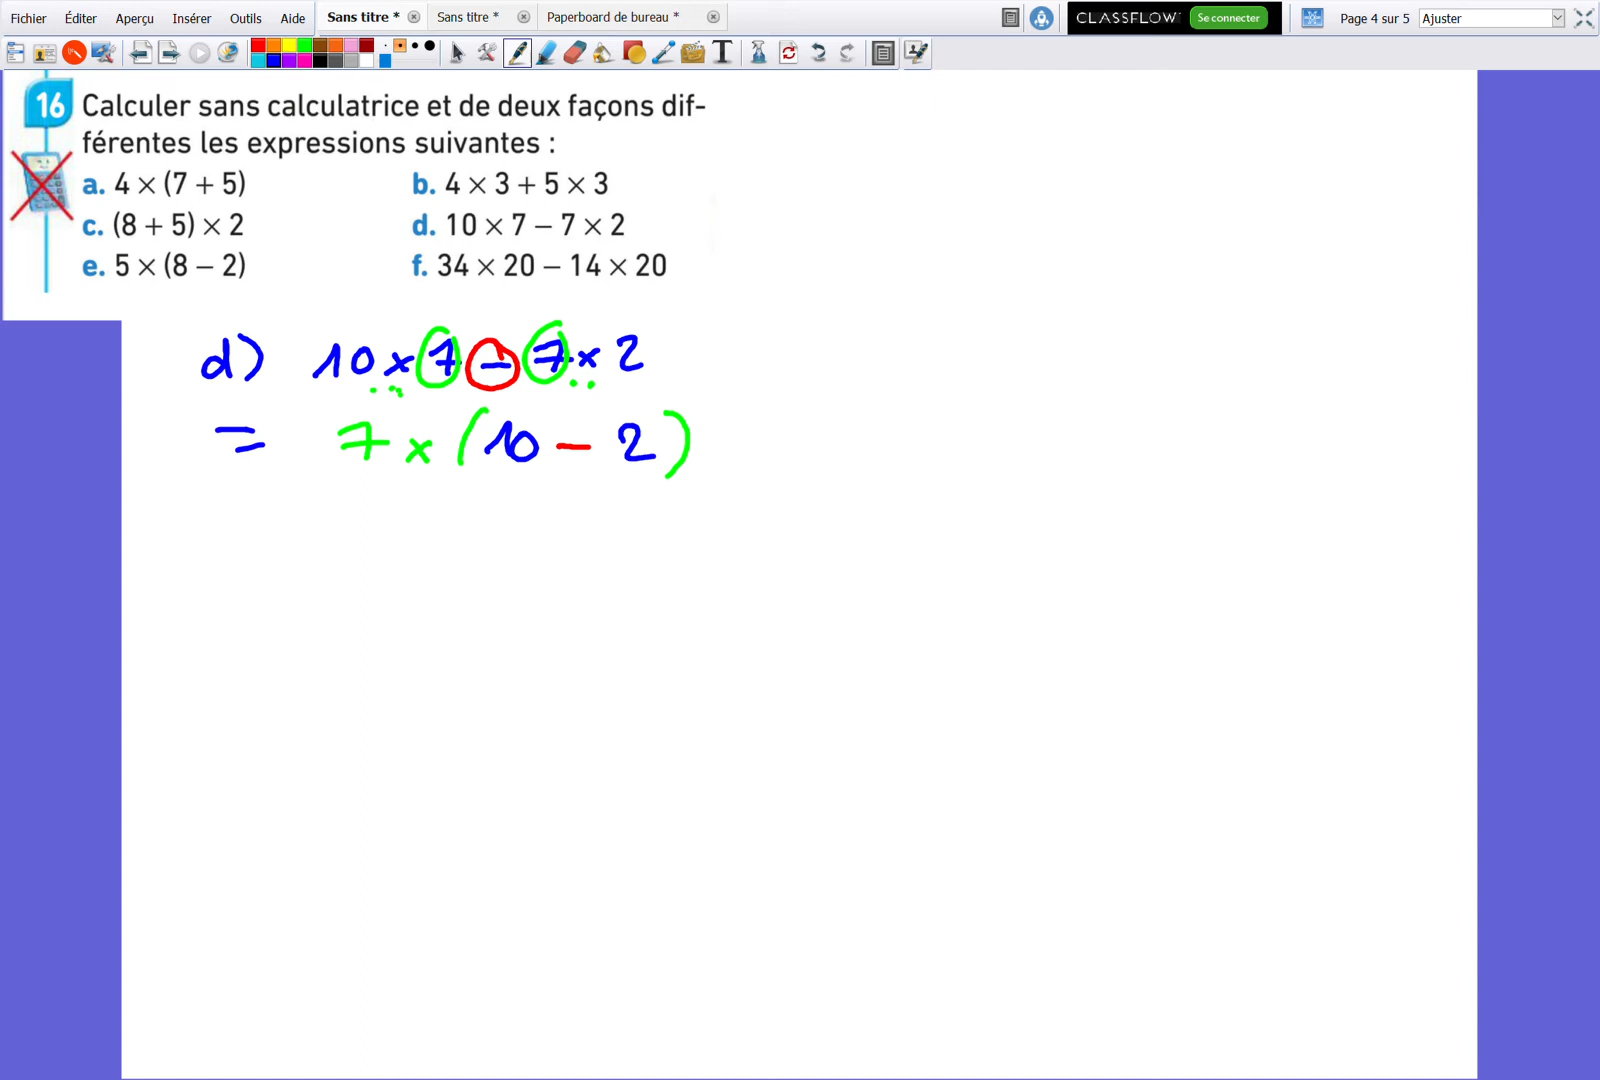 Fichier Éditer Aperçu Insérer Outils Aide Sans titre * Sans titre * Paperboard de bureau * CLASSFLOW Se connecter Page 4 sur 5 Ajuster
16 Calculer sans calculatrice et de deux façons dif-
férentes les expressions suivantes :
a. 4 × (7 + 5) b. 4 × 3 + 5 × 3
c. (8 + 5) × 2 d. 10 × 7 – 7 × 2
e. 5 × (8 – 2) f. 34 × 20 – 14 × 20
d) 10 × 7 – 7 × 2
= 7 × (10 – 2)